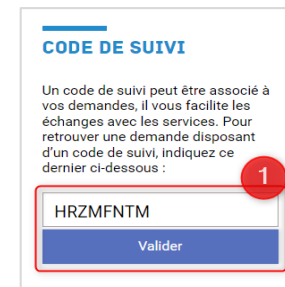 CODE DE SUIVI
Un code de suivi peut être associé à
vos demandes, il vous facilite les
échanges avec les services. Pour
retrouver une demande disposant
d'un code de suivi, indiquez ce
dernier ci-dessous :
1
HRZMFNTM
Valider